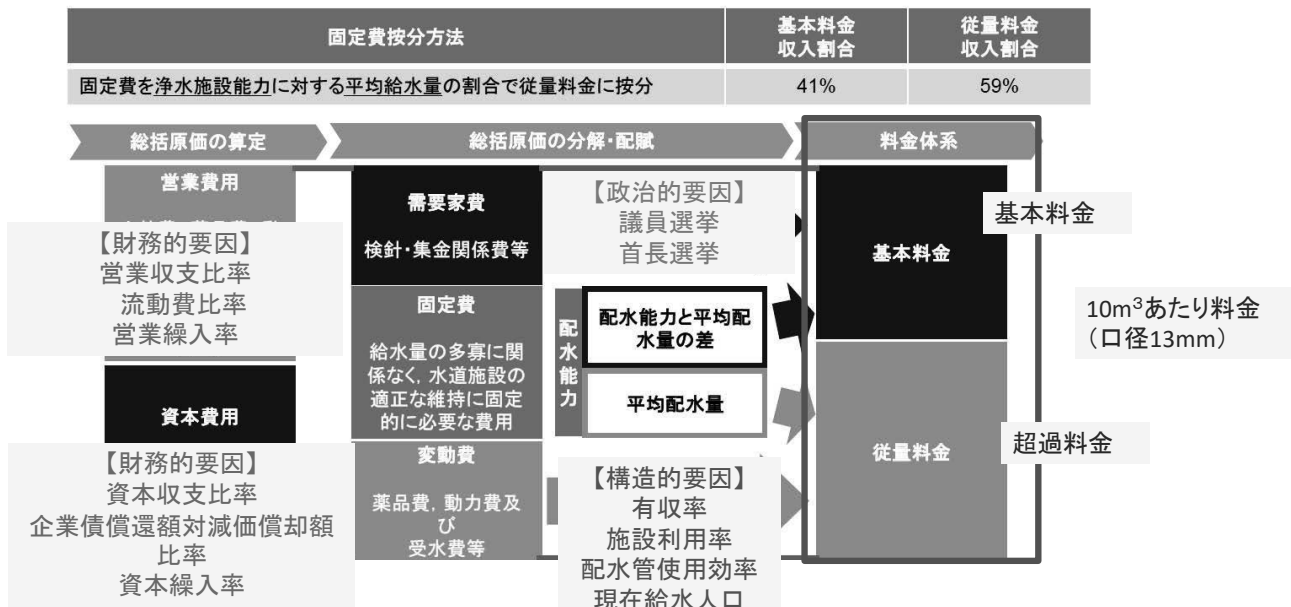 固定費按分方法
基本料金
収入割合
従量料金
収入割合
固定費を浄水施設能力に対する平均給水量の割合で従量料金に按分
41%
59%
総括原価の算定
総括原価の分解・配賦
料金体系
営業費用
【財務的要因】
営業収支比率
流動費比率
営業繰入率
資本費用
【財務的要因】
資本収支比率
企業債償還額対減価償却額
比率
資本繰入率
需要家費
検針・集金関係費等
固定費
給水量の多寡に関
係なく，水道施設の
適正な維持に固定
的に必要な費用
変動費
薬品費，動力費及
び
受水費等
【政治的要因】
議員選挙
首長選挙
配水能力
配水能力と平均配
水量の差
平均配水量
【構造的要因】
有収率
施設利用率
配水管使用効率
現在給水人口
基本料金
従量料金
基本料金
超過料金
10m³あたり料金
（口径13mm）